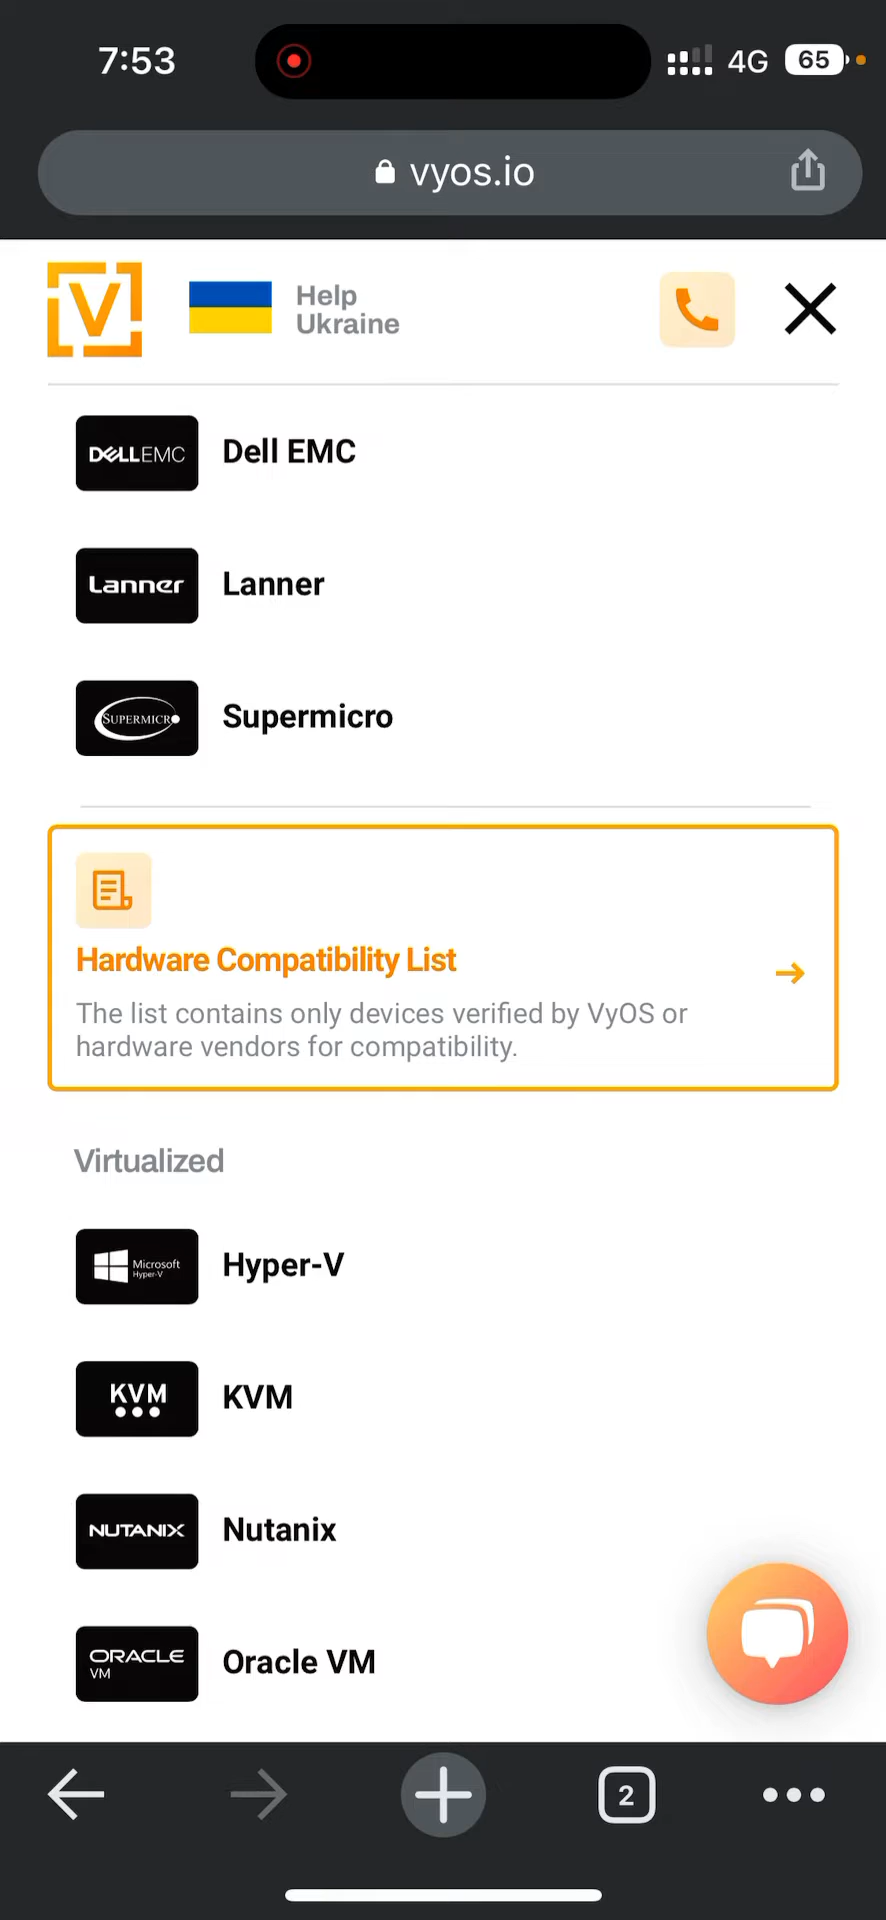 7:53
4G
65
vyos.io
V
Help
Ukraine
DELLEMC
Dell EMC
Lanner
Lanner
SUPERMICRO
Supermicro
Hardware Compatibility List
The list contains only devices verified by VyOS or
hardware vendors for compatibility.
Virtualized
Microsoft
Hyper-V
Hyper-V
KVM
KVM
NUTANIX
Nutanix
ORACLE
VM
Oracle VM
2